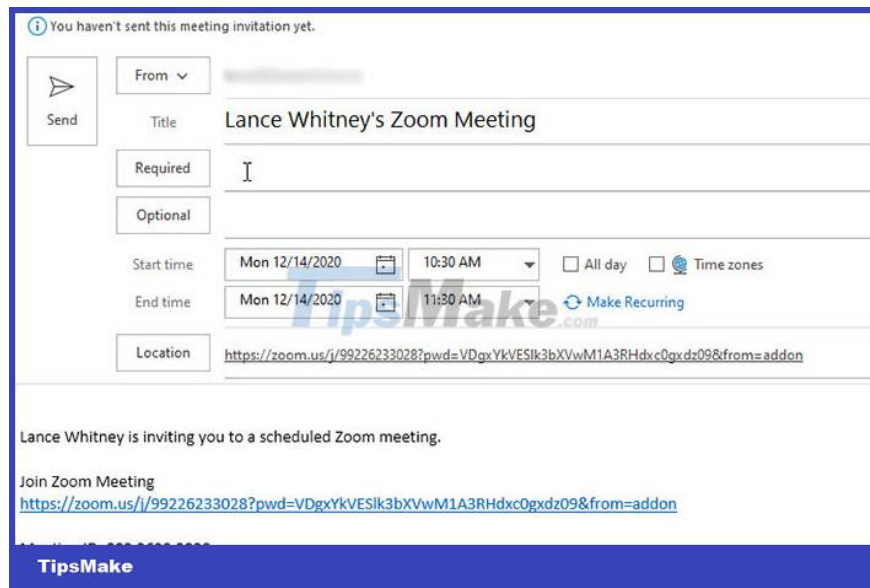 You haven't sent this meeting invitation yet.
From
Send
Title
Lance Whitney's Zoom Meeting
Required
Optional
Start time
Mon 12/14/2020
10:30 AM
All day
Time zones
End time
Mon 12/14/2020
11:30 AM
Make Recurring
TipsMake.com
Location
https://zoom.us/j/99226233028?pwd=VDgxYkVESlk3bXVwM1A3RHdxc0gxdz09&from=addon
Lance Whitney is inviting you to a scheduled Zoom meeting.
Join Zoom Meeting
https://zoom.us/j/99226233028?pwd=VDgxYkVESlk3bXVwM1A3RHdxc0gxdz09&from=addon
TipsMake